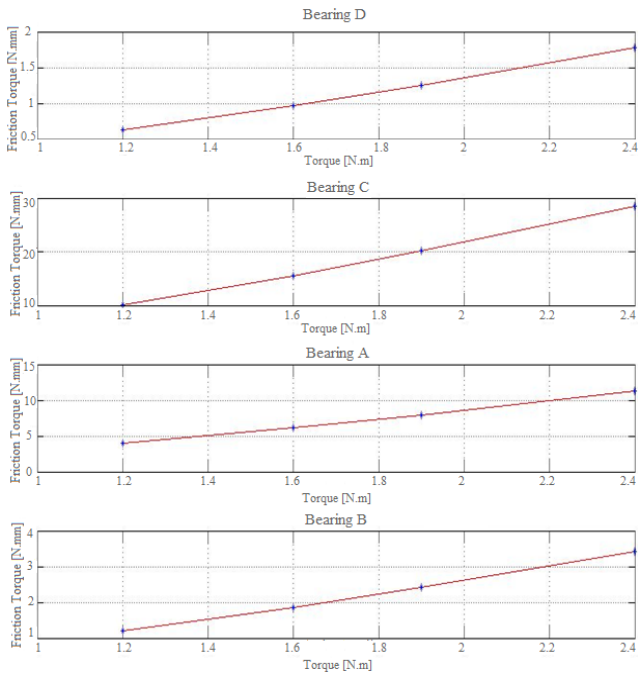 Bearing D
Friction Torque [N.mm]
2
1.5
1
0.5
1 1.2 1.4 1.6 1.8 2 2.2 2.4
Torque [N.m]
Bearing C
Friction Torque [N.mm]
30
20
10
1 1.2 1.4 1.6 1.8 2 2.2 2.4
Torque [N.m]
Bearing A
Friction Torque [N.mm]
15
10
5
0
1 1.2 1.4 1.6 1.8 2 2.2 2.4
Torque [N.m]
Bearing B
Friction Torque [N.mm]
4
3
2
1
1 1.2 1.4 1.6 1.8 2 2.2 2.4
Torque [N.m]